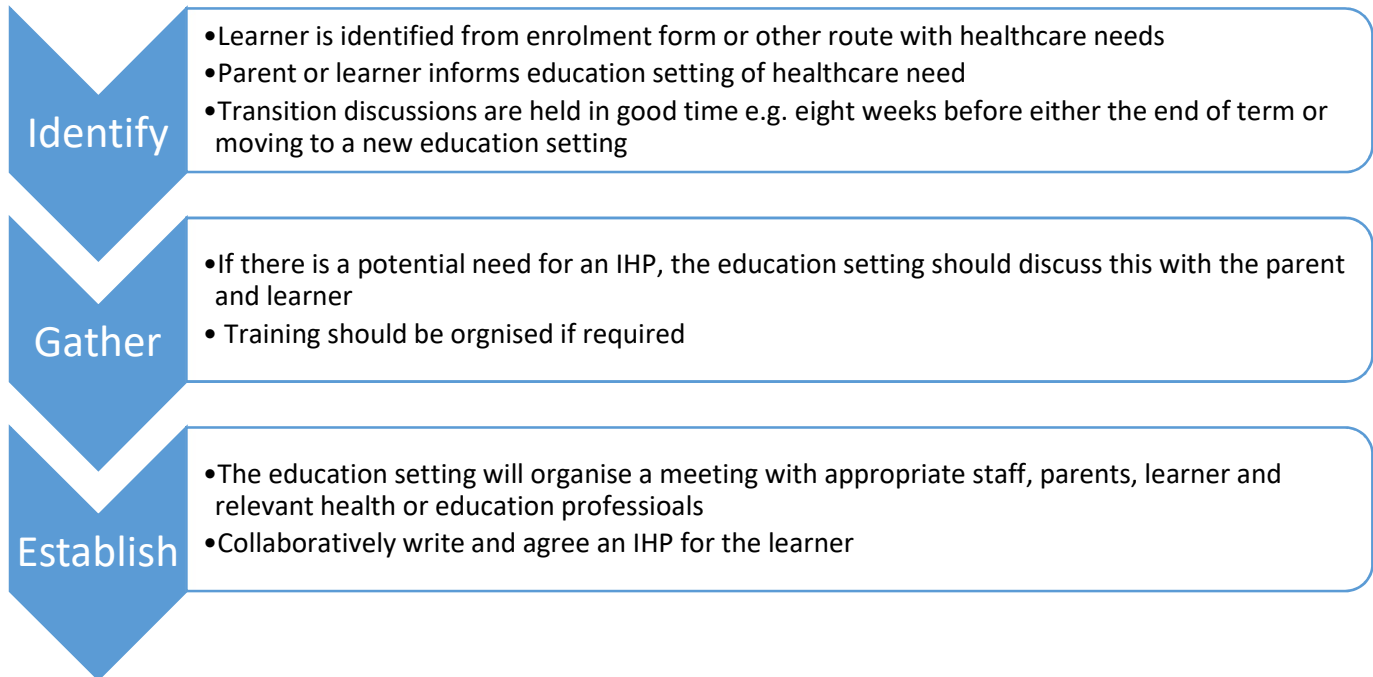 Identify
•Learner is identified from enrolment form or other route with healthcare needs
•Parent or learner informs education setting of healthcare need
•Transition discussions are held in good time e.g. eight weeks before either the end of term or
moving to a new education setting
Gather
•If there is a potential need for an IHP, the education setting should discuss this with the parent
and learner
• Training should be orgnised if required
Establish
•The education setting will organise a meeting with appropriate staff, parents, learner and
relevant health or education professioals
•Collaboratively write and agree an IHP for the learner